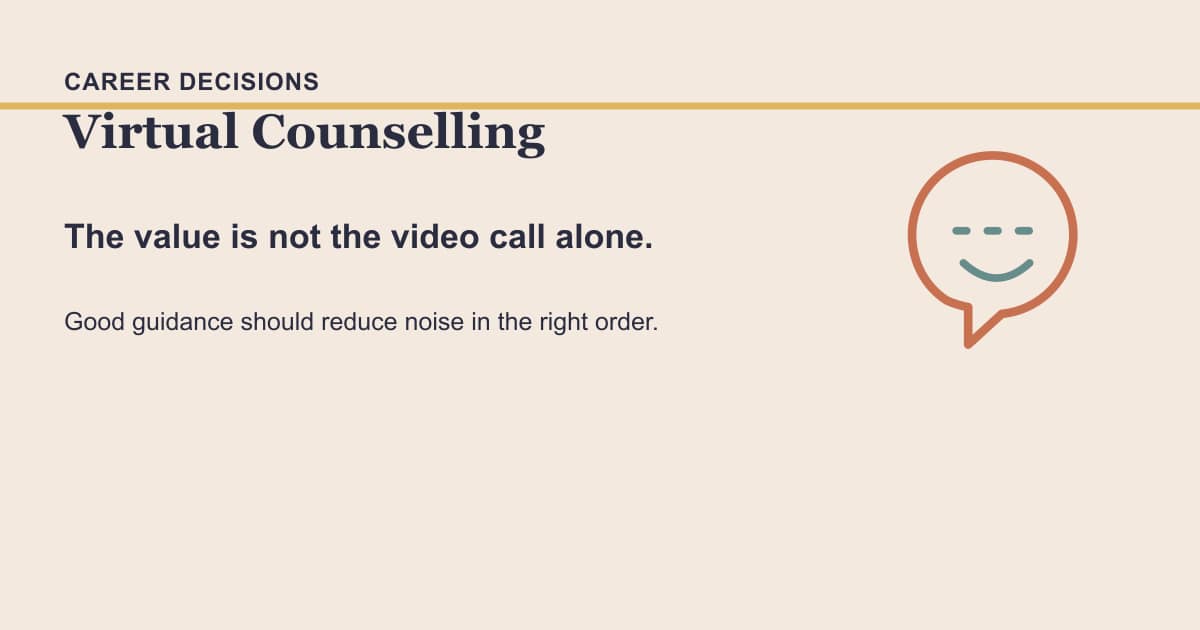 CAREER DECISIONS
Virtual Counselling
The value is not the video call alone.
Good guidance should reduce noise in the right order.